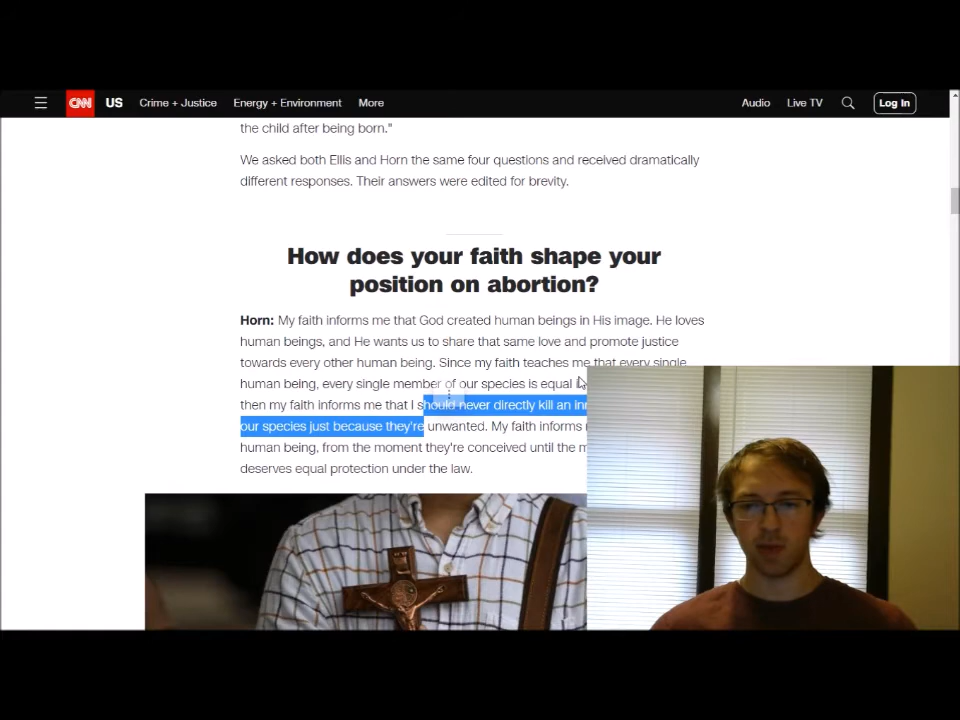 CNN US Crime + Justice Energy + Environment More Audio Live TV Log In
the child after being born."
We asked both Ellis and Horn the same four questions and received dramatically
different responses. Their answers were edited for brevity.
How does your faith shape your
position on abortion?
Horn: My faith informs me that God created human beings in His image. He loves
human beings, and He wants us to share that same love and promote justice
towards every other human being. Since my faith teaches me that every single
human being, every single member of our species is equal
then my faith informs me that I should never directly kill an
our species just because they're unwanted. My faith informs
human being, from the moment they're conceived until the
deserves equal protection under the law.